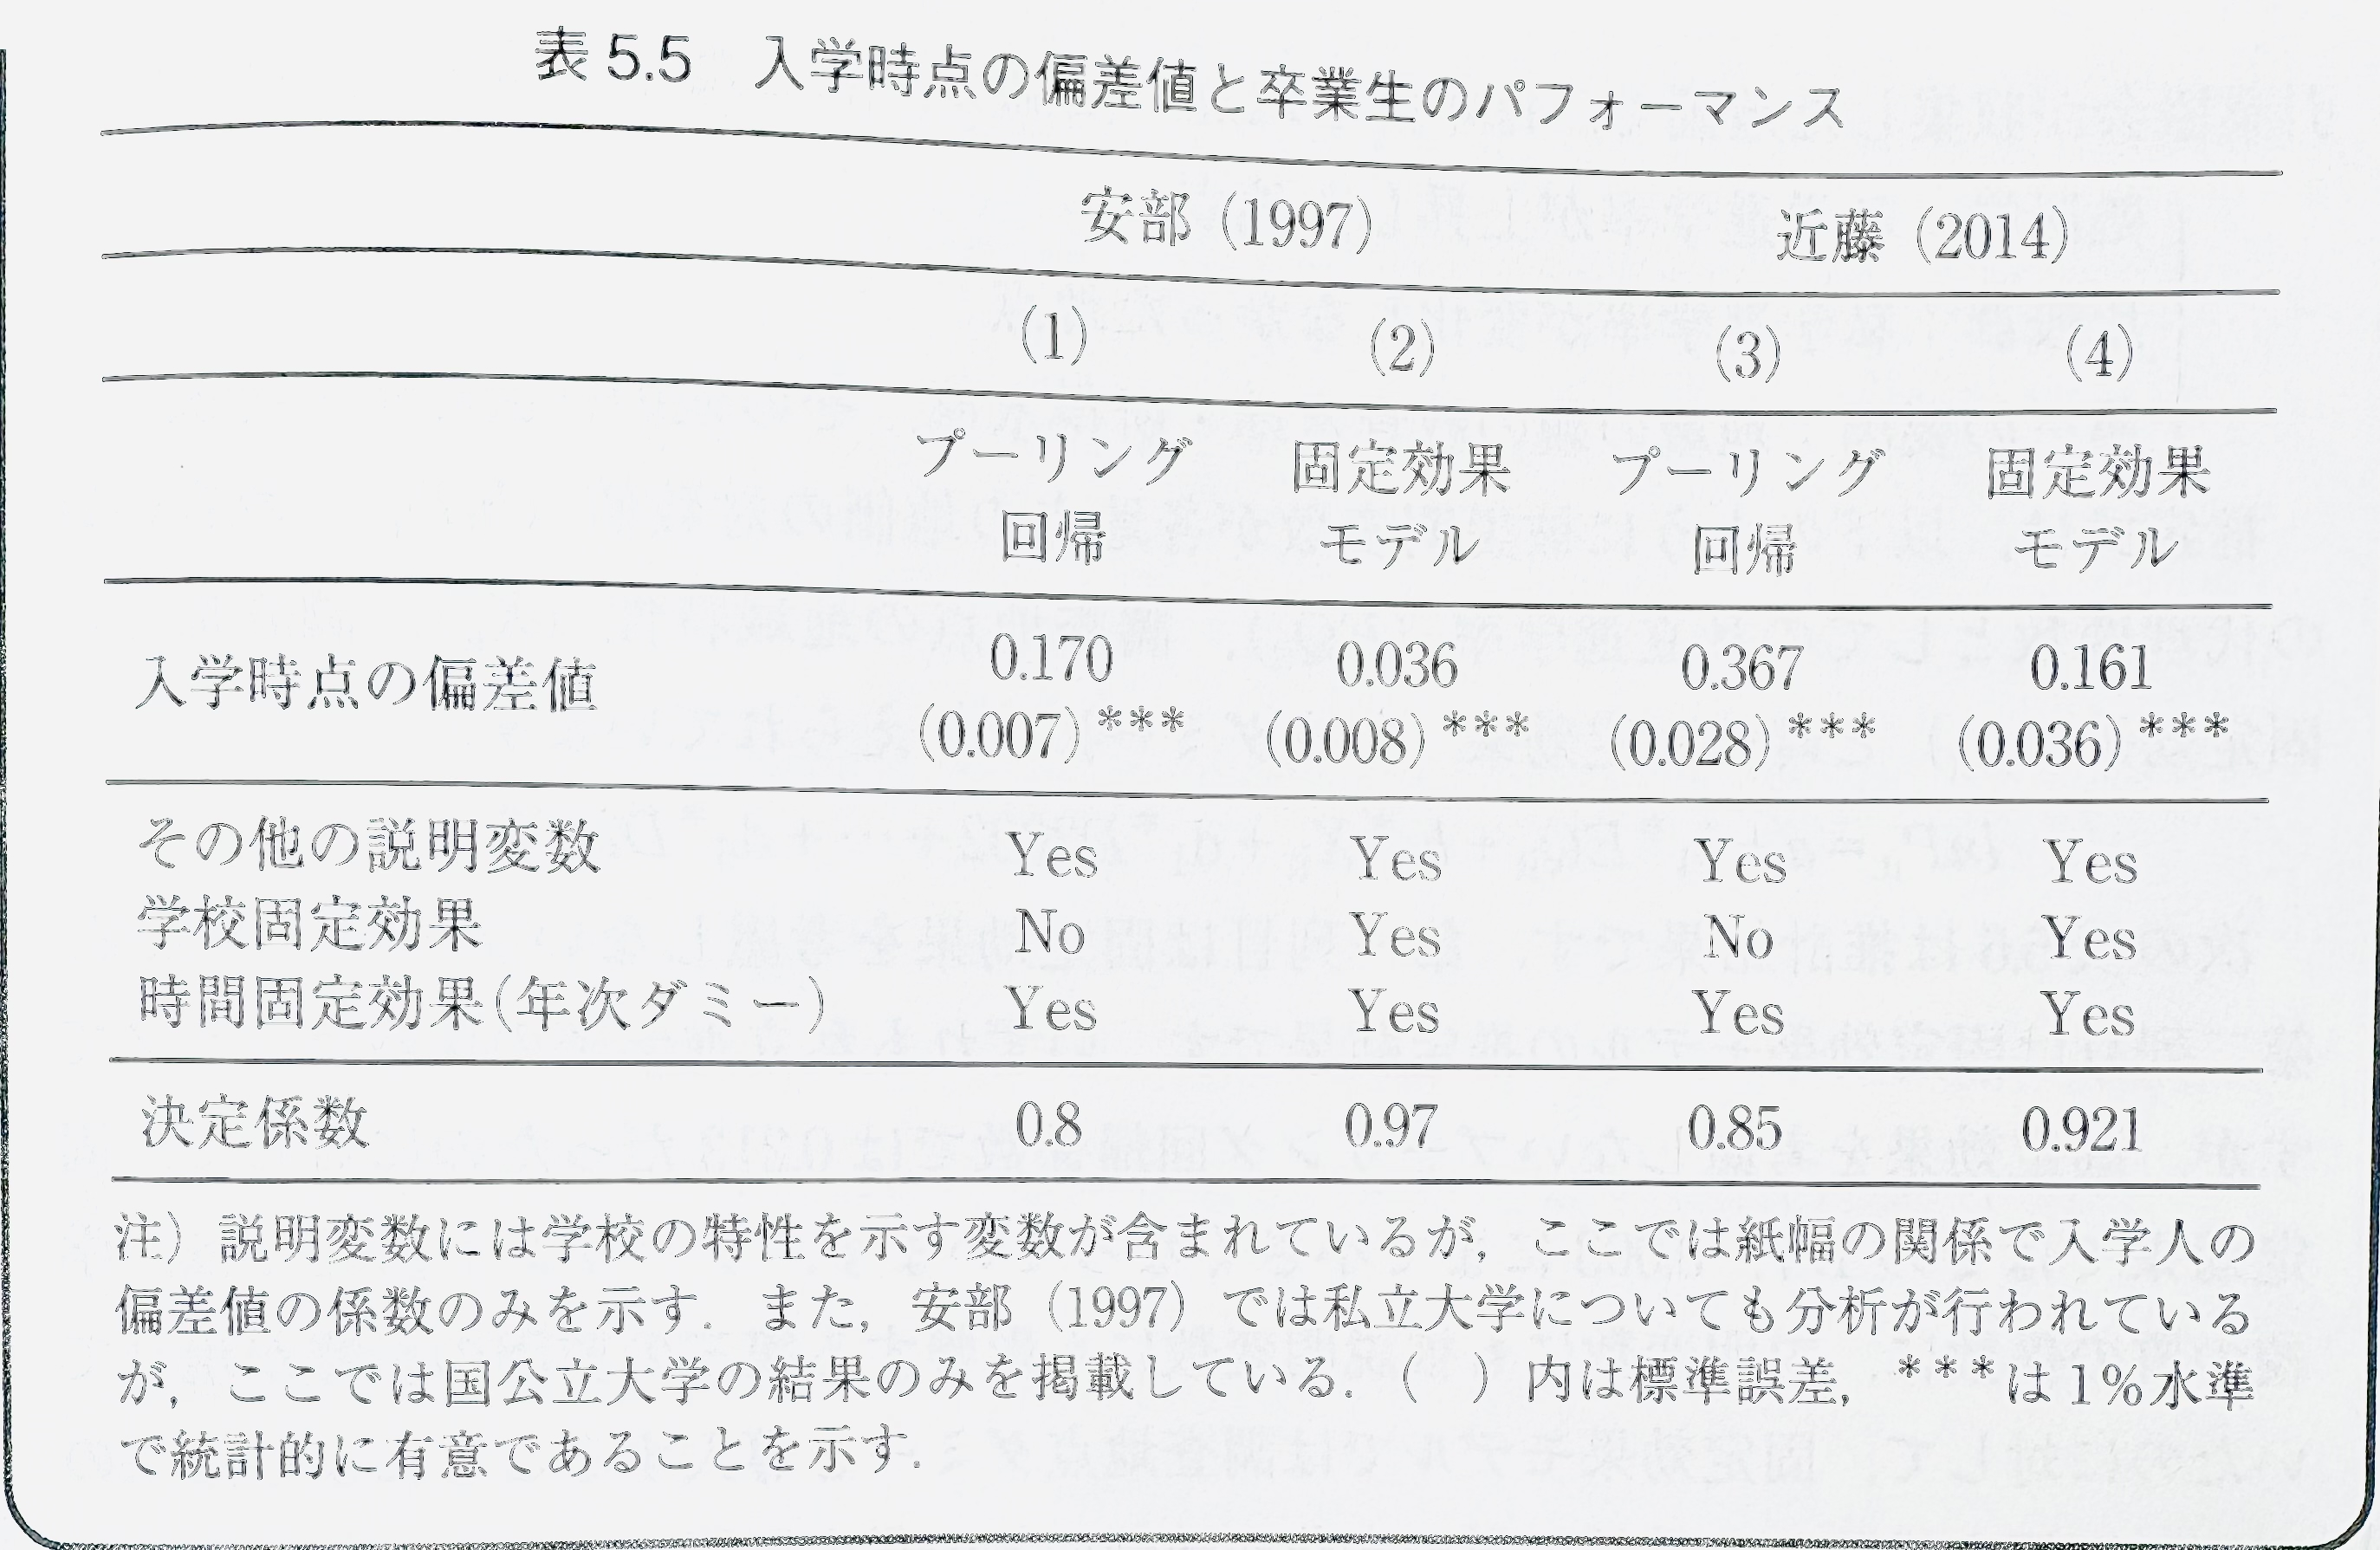 表5.5 入学時点の偏差値と卒業生のパフォーマンス
安部（1997） 近藤（2014）
(1) (2) (3) (4)
プーリング 固定効果 プーリング 固定効果
回帰 モデル 回帰 モデル
入学時点の偏差値 0.170 0.036 0.367 0.161
(0.007)*** (0.008)*** (0.028)*** (0.036)***
その他の説明変数 Yes Yes Yes Yes
学校固定効果 No Yes No Yes
時間固定効果(年次ダミー) Yes Yes Yes Yes
決定係数 0.8 0.97 0.85 0.921
注）説明変数には学校の特性を示す変数が含まれているが，ここでは紙幅の関係で入学人の
偏差値の係数のみを示す．また，安部（1997）では私立大学についても分析が行われている
が，ここでは国公立大学の結果のみを掲載している．（　）内は標準誤差，***は1%水準
で統計的に有意であることを示す．